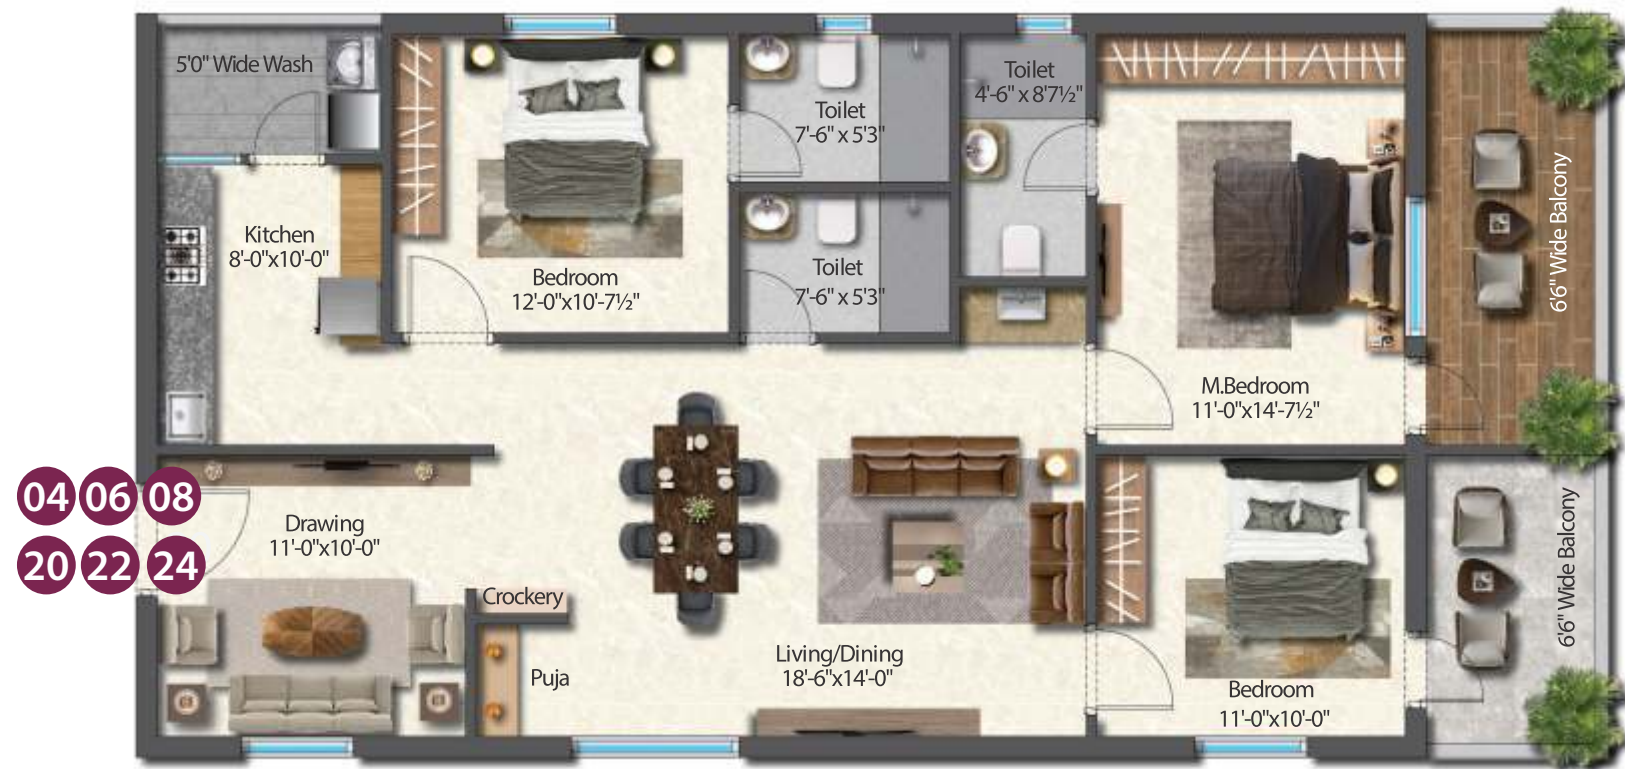 5'0" Wide Wash
Toilet
7'-6" x 5'3"
Toilet
4'-6" x 8'7½"
Kitchen
8'-0"x10'-0"
Bedroom
12'-0"x10'-7½"
Toilet
7'-6" x 5'3"
6'6" Wide Balcony
M.Bedroom
11'-0"x14'-7½"
04 06 08
20 22 24
Drawing
11'-0"x10'-0"
Crockery
Puja
Living/Dining
18'-6"x14'-0"
Bedroom
11'-0"x10'-0"
6'6" Wide Balcony